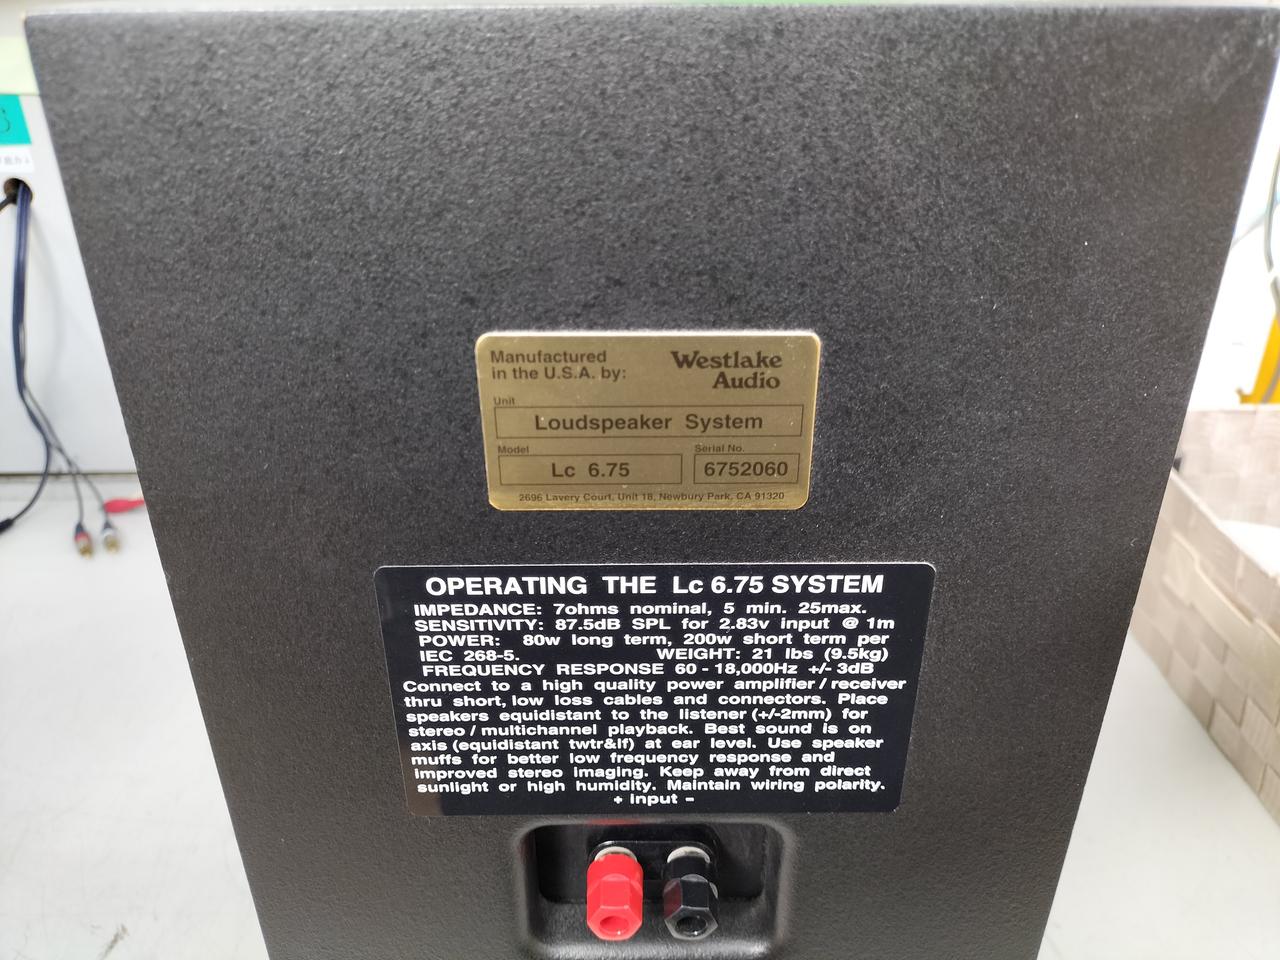 Manufactured
in the U.S.A. by:
Westlake
Audio
Unit
Loudspeaker System
Model
Lc 6.75
Serial No.
6752060
2696 Lavery Court, Unit 18, Newbury Park, CA 91320
OPERATING THE Lc 6.75 SYSTEM
IMPEDANCE: 7ohms nominal, 5 min. 25max.
SENSITIVITY: 87.5dB SPL for 2.83v input @ 1m
POWER: 80w long term, 200w short term per
IEC 268-5. WEIGHT: 21 lbs (9.5kg)
FREQUENCY RESPONSE 60 - 18,000Hz +/- 3dB
Connect to a high quality power amplifier / receiver
thru short, low loss cables and connectors. Place
speakers equidistant to the listener (+/-2mm) for
stereo / multichannel playback. Best sound is on
axis (equidistant twtr&lf) at ear level. Use speaker
muffs for better low frequency response and
improved stereo imaging. Keep away from direct
sunlight or high humidity. Maintain wiring polarity.
+ input -